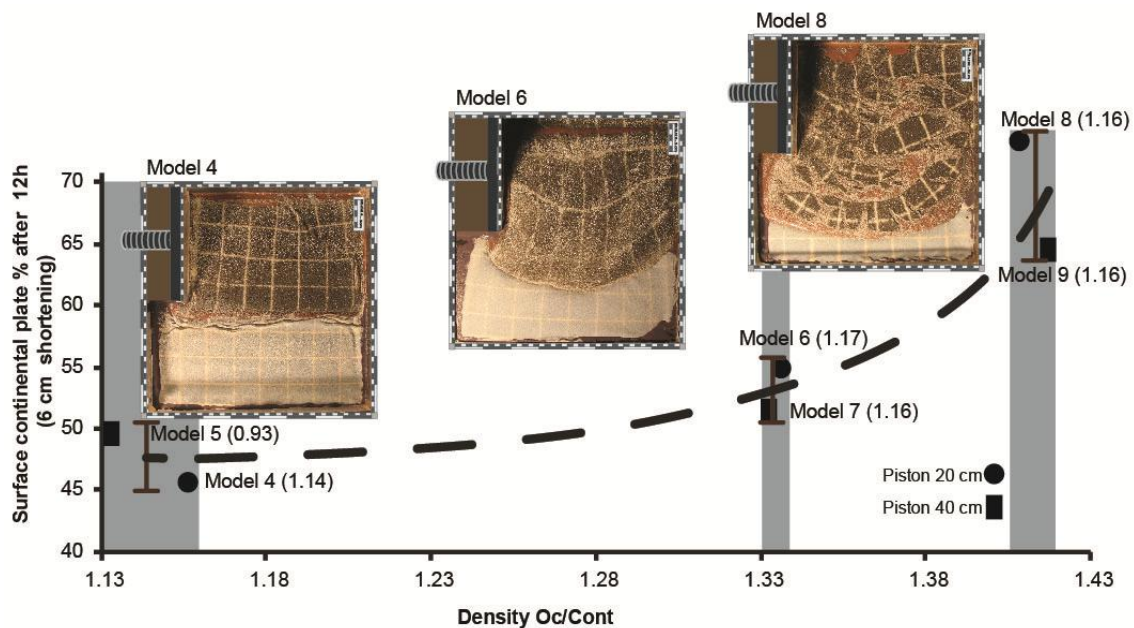 Model 8
Model 6
Model 4
Model 8 (1.16)
Model 9 (1.16)
Model 6 (1.17)
Model 7 (1.16)
Model 5 (0.93)
Model 4 (1.14)
Piston 20 cm
Piston 40 cm
Surface continental plate % after 12h
(6 cm shortening)
70
65
60
55
50
45
40
1.13
1.18
1.23
1.28
1.33
1.38
1.43
Density Oc/Cont